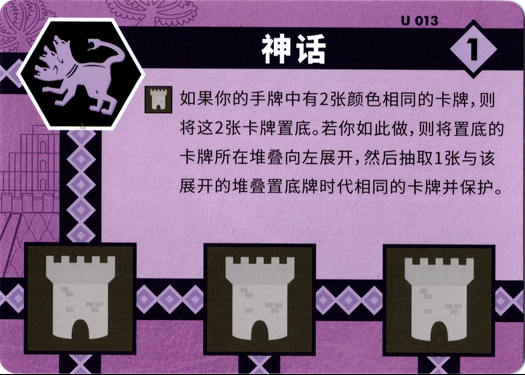 U 013
神话
1
如果你的手牌中有2张颜色相同的卡牌，则
将这2张卡牌置底。若你如此做，则将置底的
卡牌所在堆叠向左展开，然后抽取1张与该
展开的堆叠置底牌时代相同的卡牌并保护。